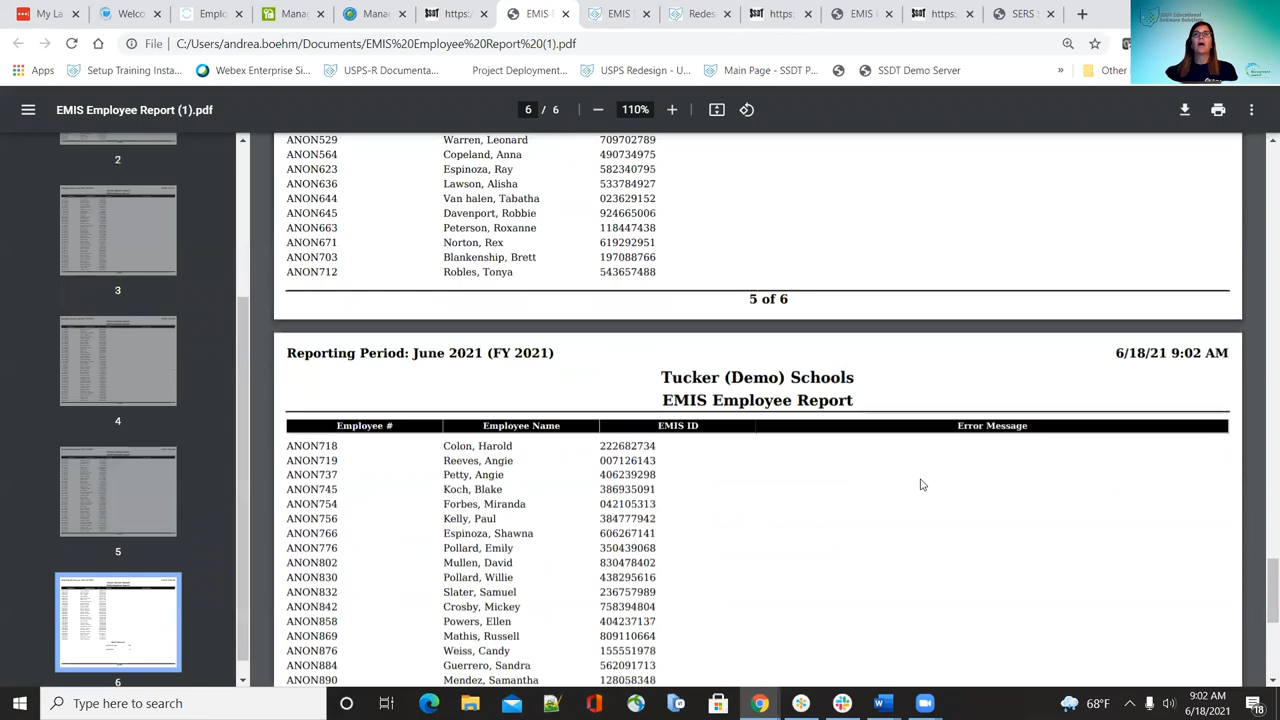 My La
Welco
Emplo
Mana
Mana
https:
EMIS
EMIS
Redes
https:
EMIS
https:
SERS S
File
C:/Users/andrea.boehm/Documents/EMIS%20Employee%20Report%20(1).pdf
Apps
Setup Training Insta...
Webex Enterprise Si...
USPS-R Documenta...
Project Deployment...
USPS Redesign - U...
Main Page - SSDT P...
SSDT Demo Server
»
Other
SSDT Educational
Software Solutions
EMIS Employee Report (1).pdf
6 / 6
110%
2
3
4
5
6
ANON529 Warren, Leonard 709702789
ANON564 Copeland, Anna 490734975
ANON623 Espinoza, Ray 582340795
ANON636 Lawson, Alisha 533784927
ANON644 Van halen, Tabatha 023629152
ANON645 Davenport, Robbie 924665006
Peterson, Roxanne 118447438
Norton, Rex 919292951
ANON703 Blankenship, Brett 197088766
ANON712 Robles, Tonya 543657488
5 of 6
Reporting Period: June 2021 (FY 2021)
6/18/21 9:02 AM
Tucker (Demo) Schools
EMIS Employee Report
Employee # Employee Name EMIS ID Error Message
ANON718 Colon, Harold 222682734
ANON719 Reeves, Angie 007126143
ANON737 Petty, Angie 406239298
ANON745 Koch, Blake 386935091
ANON754 Forbes, Miranda 042105313
ANON756 Kelly, Paul 384777942
ANON766 Espinoza, Shawna 606267141
ANON776 Pollard, Emily 350439068
ANON802 Mullen, David 830478402
ANON830 Pollard, Willie 438295616
Slater, Samuel 528757988
Crosby, Mickey 758394804
ANON858 Powers, Ellen 404237137
Mathis, Russell 809110664
ANON876 Weiss, Candy 155551978
ANON884 Guerrero, Sandra 562091713
ANON890 Mendez, Samantha 128058348
Type here to search
68°F
9:02 AM
6/18/2021
18